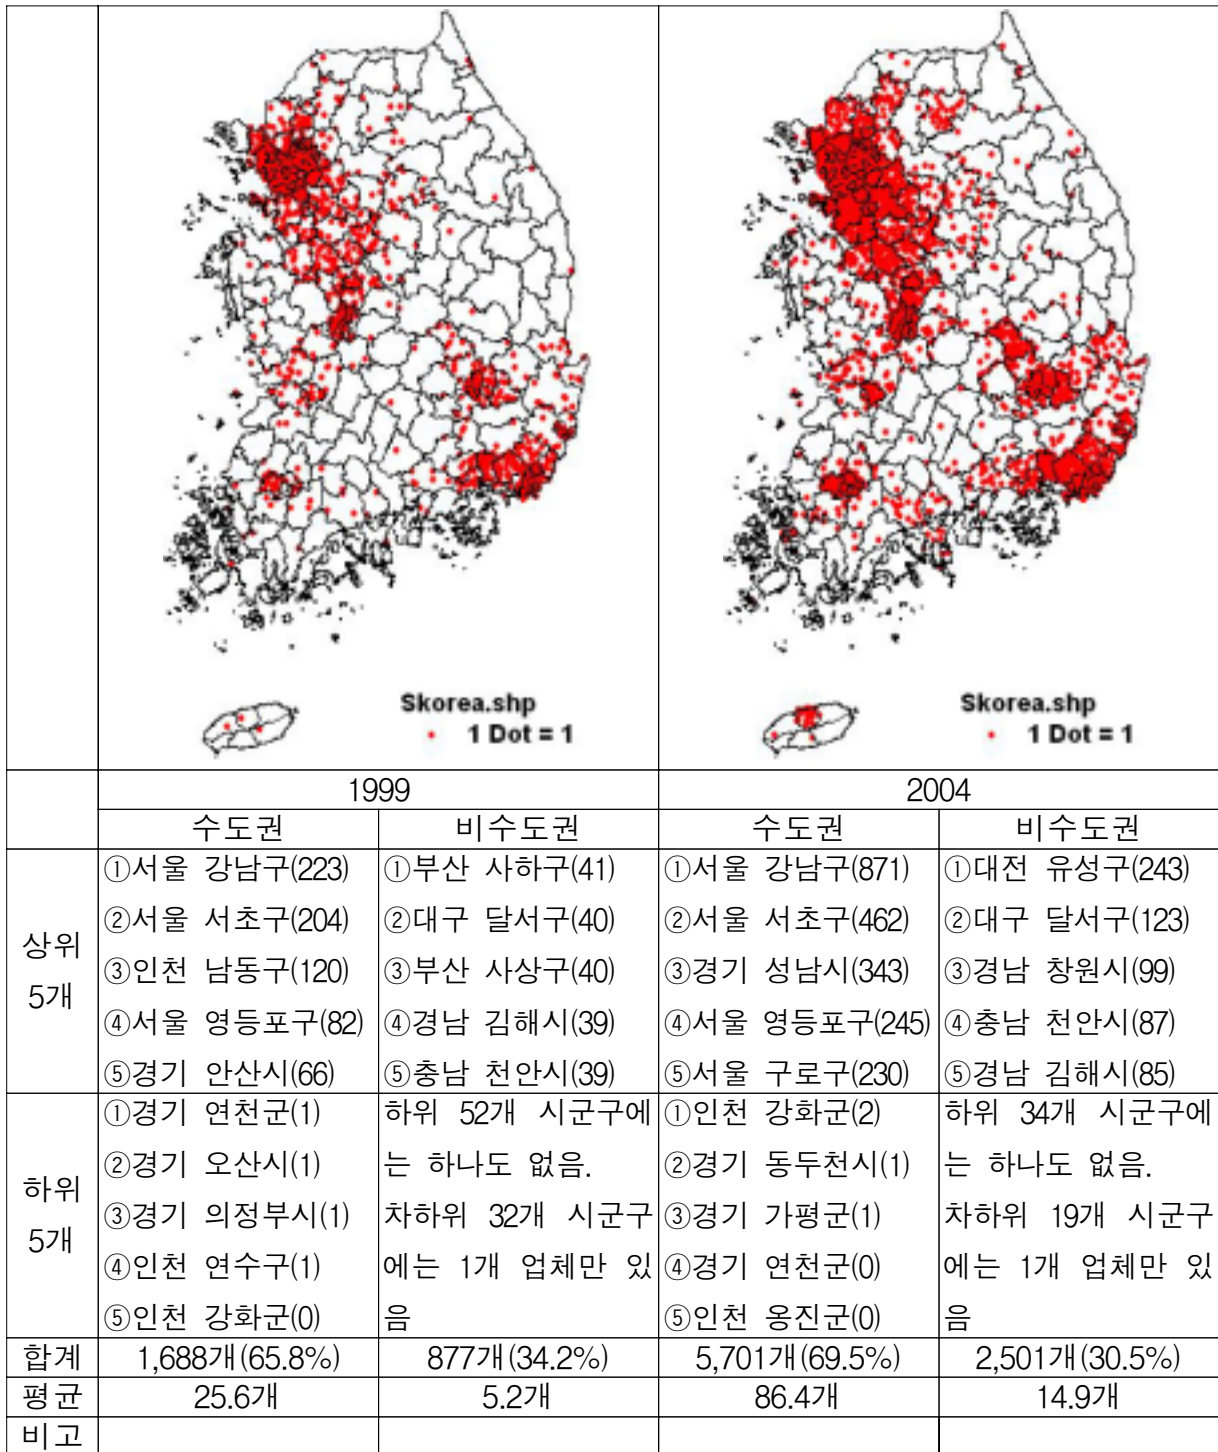 Skorea.shp
1 Dot = 1
Skorea.shp
1 Dot = 1
1999
2004
수도권
비수도권
수도권
비수도권
상위
5개
①서울 강남구(223)
②서울 서초구(204)
③인천 남동구(120)
④서울 영등포구(82)
⑤경기 안산시(66)
①부산 사하구(41)
②대구 달서구(40)
③부산 사상구(40)
④경남 김해시(39)
⑤충남 천안시(39)
①서울 강남구(871)
②서울 서초구(462)
③경기 성남시(343)
④서울 영등포구(245)
⑤서울 구로구(230)
①대전 유성구(243)
②대구 달서구(123)
③경남 창원시(99)
④충남 천안시(87)
⑤경남 김해시(85)
하위
5개
①경기 연천군(1)
②경기 오산시(1)
③경기 의정부시(1)
④인천 연수구(1)
⑤인천 강화군(0)
하위 52개 시군구에
는 하나도 없음.
차하위 32개 시군구
에는 1개 업체만 있
음
①인천 강화군(2)
②경기 동두천시(1)
③경기 가평군(1)
④경기 연천군(0)
⑤인천 옹진군(0)
하위 34개 시군구에
는 하나도 없음.
차하위 19개 시군구
에는 1개 업체만 있
음
합계
1,688개(65.8%)
877개(34.2%)
5,701개(69.5%)
2,501개(30.5%)
평균
25.6개
5.2개
86.4개
14.9개
비고